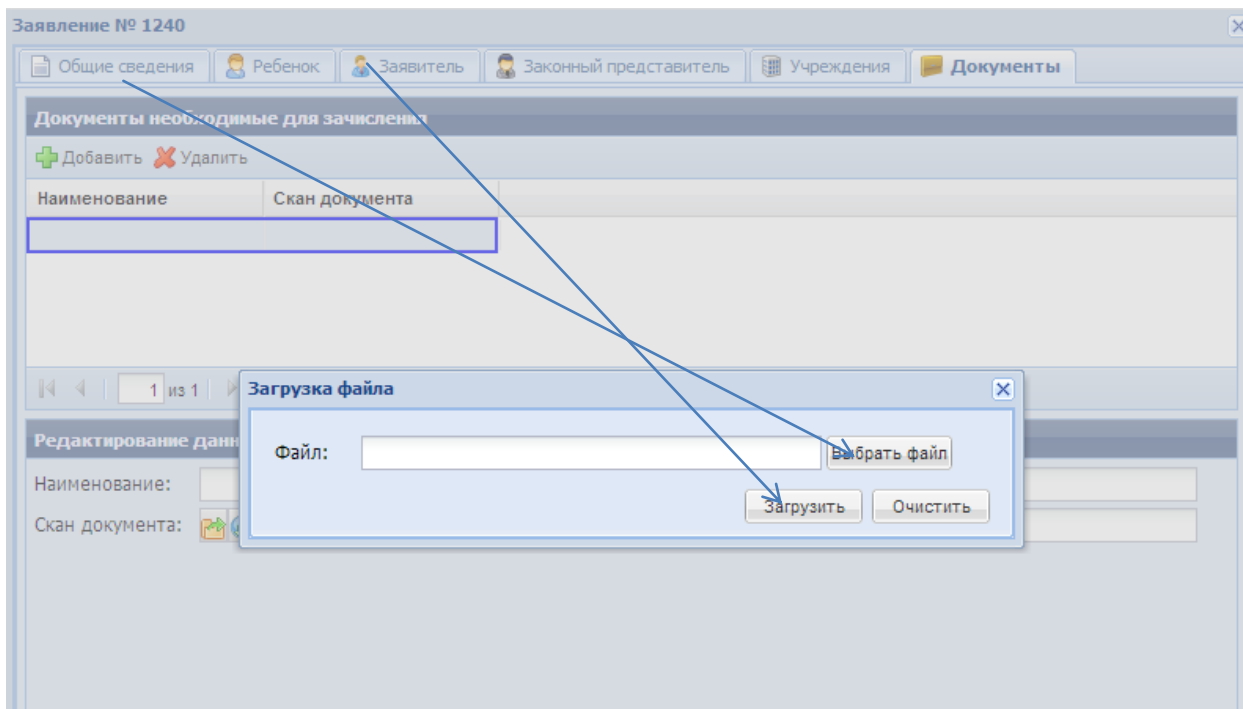 Заявление № 1240
Общие сведения Ребенок Заявитель Законный представитель Учреждения Документы
Документы необходимые для зачисления
Добавить Удалить
Наименование Скан документа
1 из 1
Загрузка файла
Редактирование данн
Файл: Выбрать файл
Наименование:
Загрузить Очистить
Скан документа: